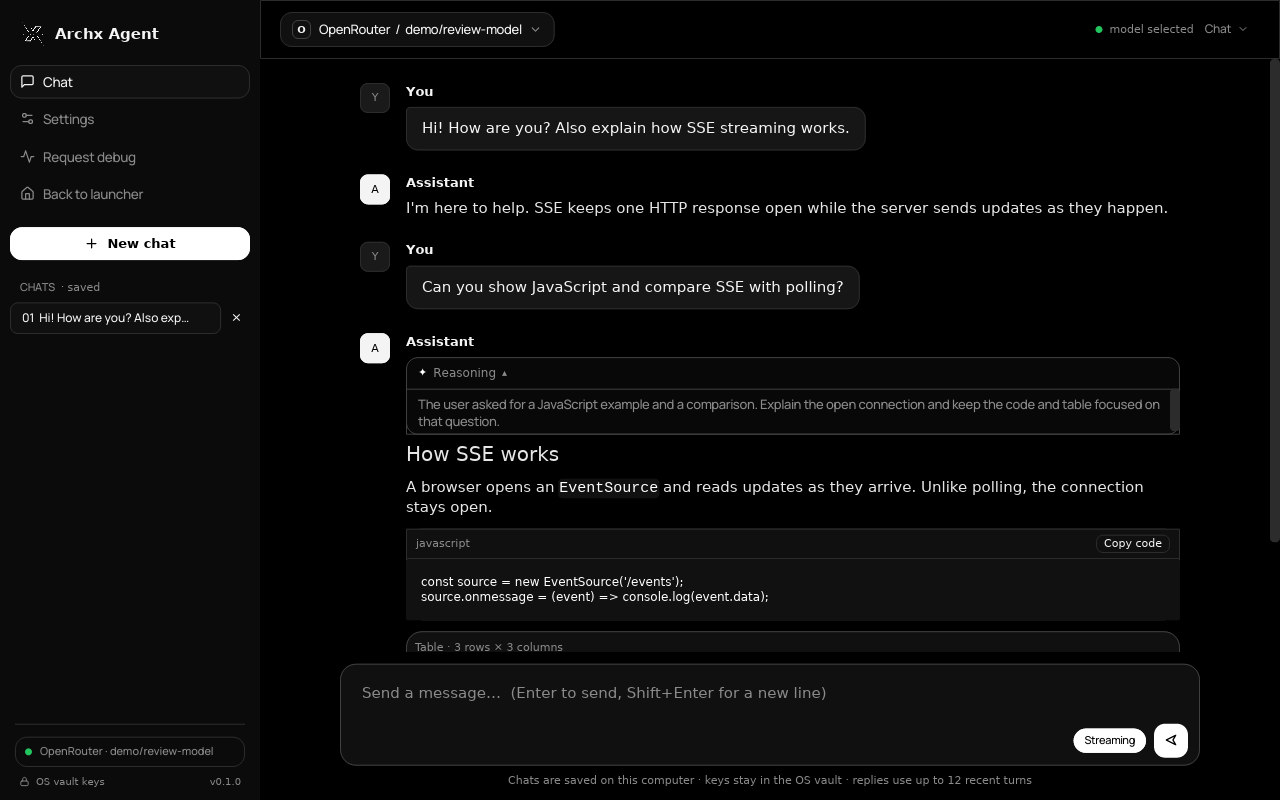 Archx Agent
Chat
Settings
Request debug
Back to launcher
+ New chat
CHATS · saved
01 Hi! How are you? Also exp…
×
OpenRouter · demo/review-model
OS vault keys
v0.1.0
O OpenRouter / demo/review-model
model selected
Chat
Y
You
Hi! How are you? Also explain how SSE streaming works.
A
Assistant
I'm here to help. SSE keeps one HTTP response open while the server sends updates as they happen.
Y
You
Can you show JavaScript and compare SSE with polling?
A
Assistant
✦ Reasoning ▴
The user asked for a JavaScript example and a comparison. Explain the open connection and keep the code and table focused on
that question.
How SSE works
A browser opens an EventSource and reads updates as they arrive. Unlike polling, the connection
stays open.
javascript
Copy code
const source = new EventSource('/events');
source.onmessage = (event) => console.log(event.data);
Table · 3 rows × 3 columns
Send a message… (Enter to send, Shift+Enter for a new line)
Streaming
Chats are saved on this computer · keys stay in the OS vault · replies use up to 12 recent turns